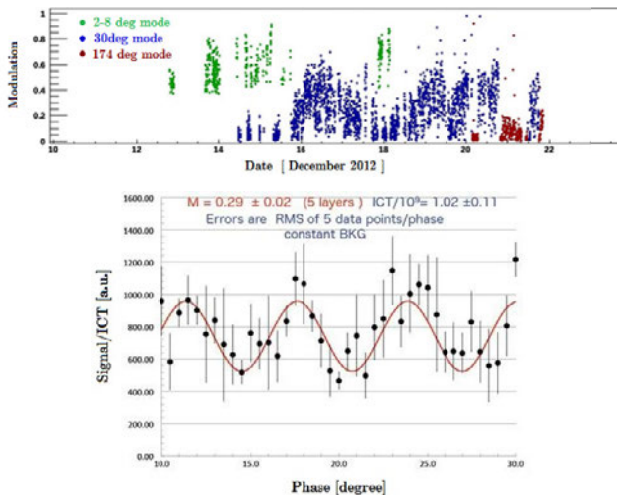 2-8 deg mode
30deg mode
174 deg mode
Modulation
1
0.8
0.6
0.4
0.2
0
10 12 14 16 18 20 22
Date [ December 2012 ]
M = 0.29 ± 0.02 (5 layers ) ICT/10⁹= 1.02 ±0.11
Errors are RMS of 5 data points/phase
constant BKG
Signal/ICT [a.u.]
1600.00
1400.00
1200.00
1000.00
800.00
600.00
400.00
200.00
0.00
10.0 15.0 20.0 25.0 30.0
Phase [degree]